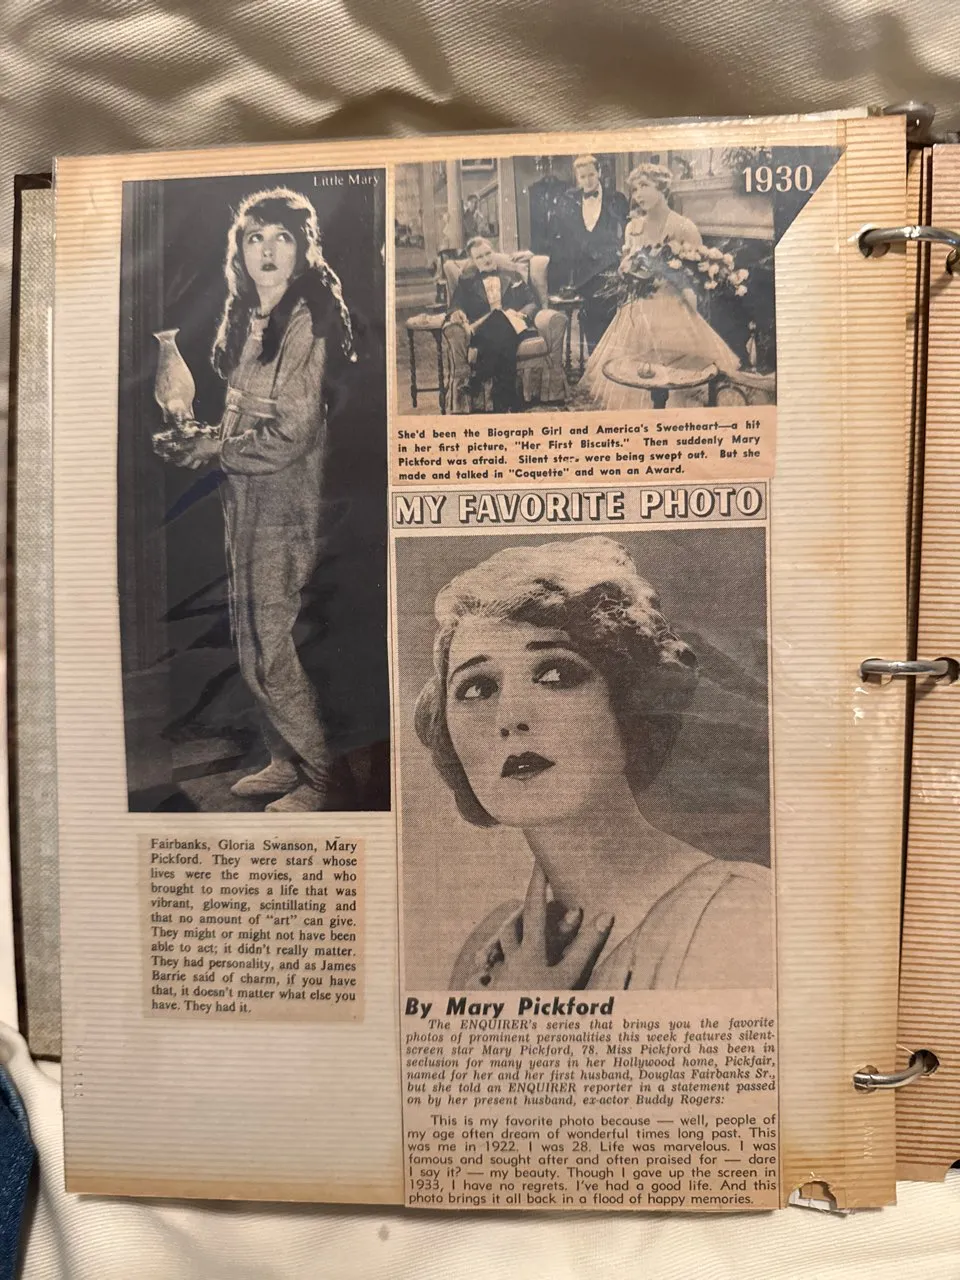 Little Mary
1930
She'd been the Biograph Girl and America's Sweetheart—a hit
in her first picture, "Her First Biscuits." Then suddenly Mary
Pickford was afraid. Silent stars were being swept out. But she
made and talked in "Coquette" and won an Award.
MY FAVORITE PHOTO
Fairbanks, Gloria Swanson, Mary
Pickford. They were stars whose
lives were the movies, and who
brought to movies a life that was
vibrant, glowing, scintillating and
that no amount of "art" can give.
They might or might not have been
able to act; it didn't really matter.
They had personality, and as James
Barrie said of charm, if you have
that, it doesn't matter what else you
have. They had it.
By Mary Pickford
The ENQUIRER's series that brings you the favorite
photos of prominent personalities this week features silent-
screen star Mary Pickford, 78. Miss Pickford has been in
seclusion for many years in her Hollywood home, Pickfair,
named for her and her first husband, Douglas Fairbanks Sr.,
but she told an ENQUIRER reporter in a statement passed
on by her present husband, ex-actor Buddy Rogers:
This is my favorite photo because — well, people of
my age often dream of wonderful times long past. This
was me in 1922. I was 28. Life was marvelous. I was
famous and sought after and often praised for — dare
I say it? — my beauty. Though I gave up the screen in
1933, I have no regrets. I've had a good life. And this
photo brings it all back in a flood of happy memories.